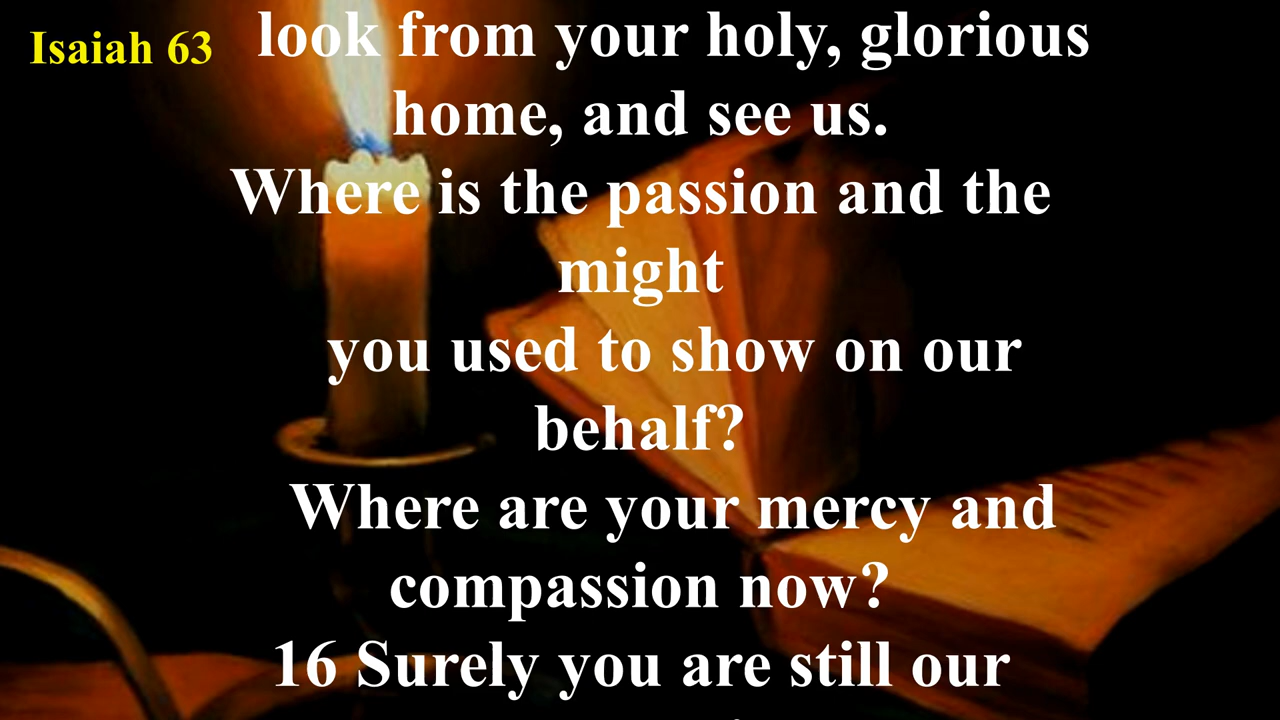 Isaiah 63
look from your holy, glorious
home, and see us.
Where is the passion and the
might
you used to show on our
behalf?
Where are your mercy and
compassion now?
16 Surely you are still our